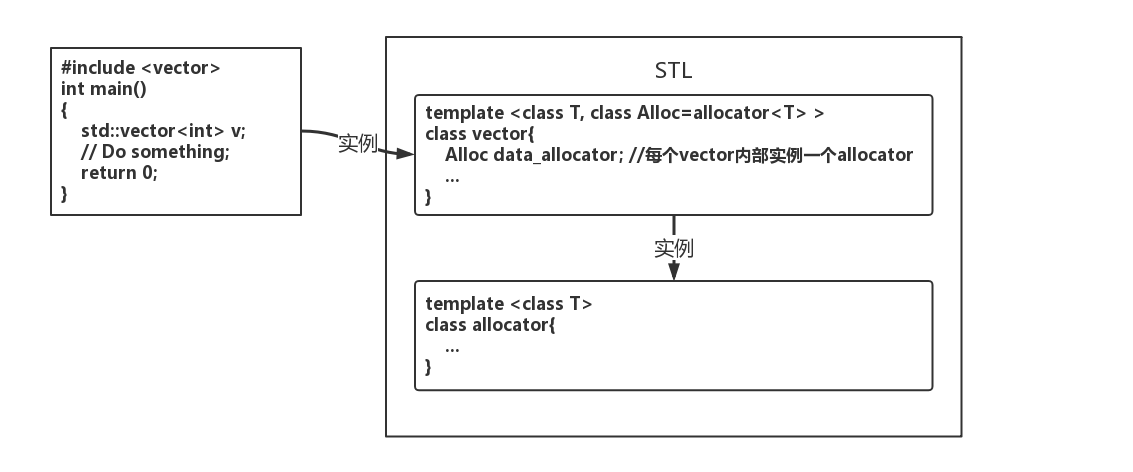 #include <vector>
int main()
{
    std::vector<int> v;
    // Do something;
    return 0;
}
实例
STL
template <class T, class Alloc=allocator<T> >
class vector{
    Alloc data_allocator; //每个vector内部实例一个allocator
    ...
}
实例
template <class T>
class allocator{
    ...
}